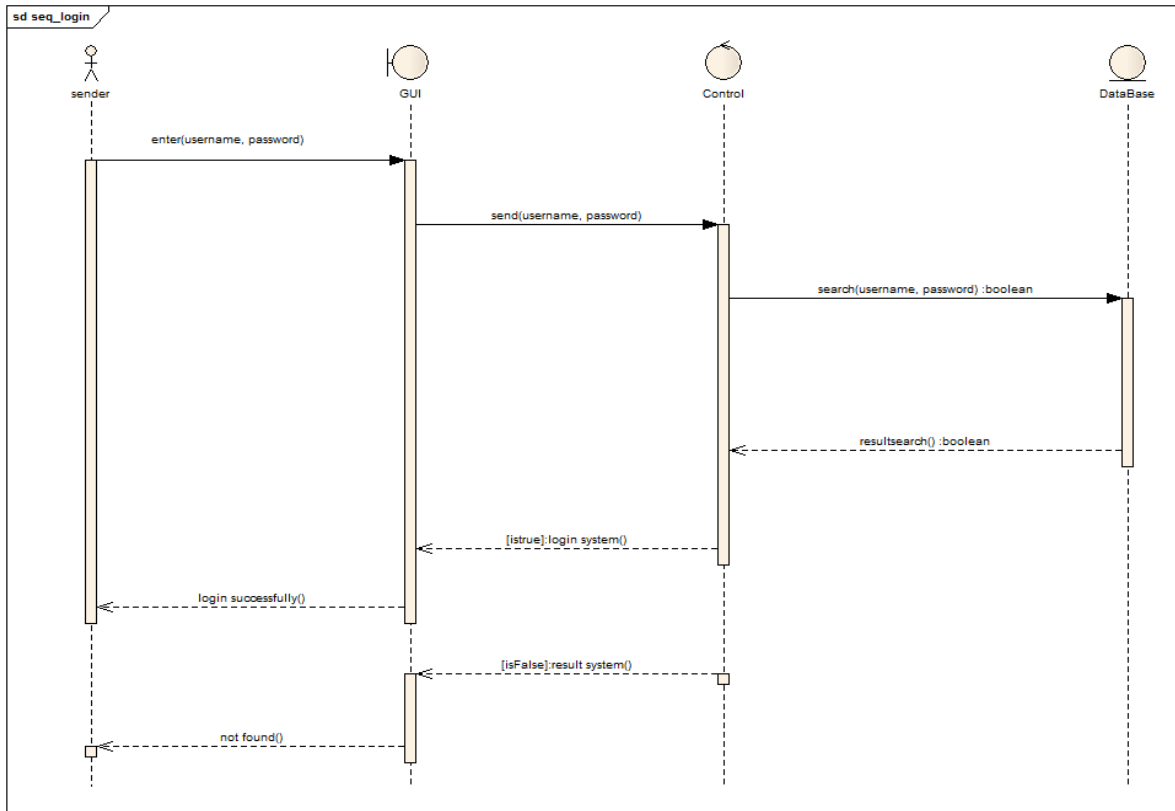 sd seq_login
sender
GUI
Control
DataBase
enter(username, password)
send(username, password)
search(username, password) :boolean
resultsearch() :boolean
[istrue]:login system()
login successfully()
[isFalse]:result system()
not found()